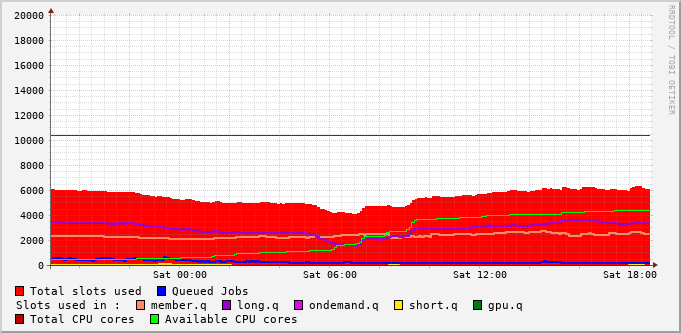 20000
18000
16000
14000
12000
10000
8000
6000
4000
2000
0
Sat 00:00 Sat 06:00 Sat 12:00 Sat 18:00
Total slots used Queued Jobs
Slots used in : member.q long.q ondemand.q short.q gpu.q
Total CPU cores Available CPU cores
RRDTOOL / TOBI OETIKER